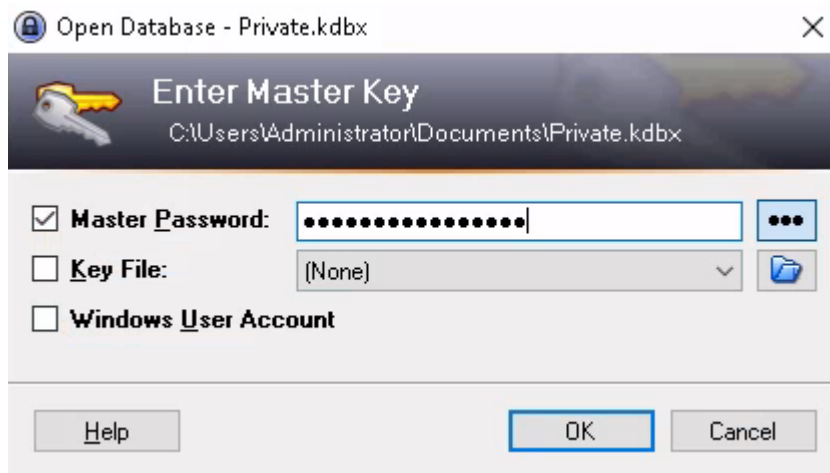 Open Database - Private.kdbx
Enter Master Key
C:\Users\Administrator\Documents\Private.kdbx
Master Password: ●●●●●●●●●●●●●●●● ●●●
Key File: (None)
Windows User Account
Help OK Cancel